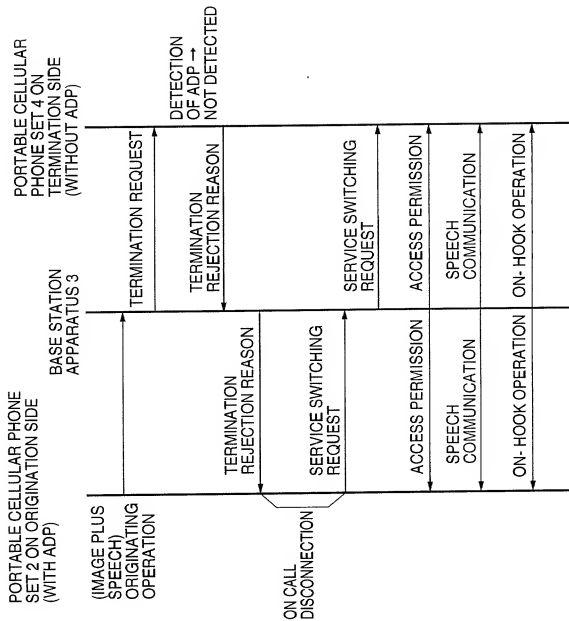 PORTABLE CELLULAR PHONE
SET 2 ON ORIGINATION SIDE
(WITH ADP)
BASE STATION
APPARATUS 3
PORTABLE CELLULAR
PHONE SET 4 ON
TERMINATION SIDE
(WITHOUT ADP)
(IMAGE PLUS
SPEECH)
ORIGINATING
OPERATION
TERMINATION REQUEST
DETECTION
OF ADP →
NOT DETECTED
TERMINATION
REJECTION REASON
TERMINATION
REJECTION REASON
ON CALL
DISCONNECTION
SERVICE SWITCHING
REQUEST
SERVICE SWITCHING
REQUEST
ACCESS PERMISSION
ACCESS PERMISSION
SPEECH
COMMUNICATION
SPEECH
COMMUNICATION
ON- HOOK OPERATION
ON- HOOK OPERATION